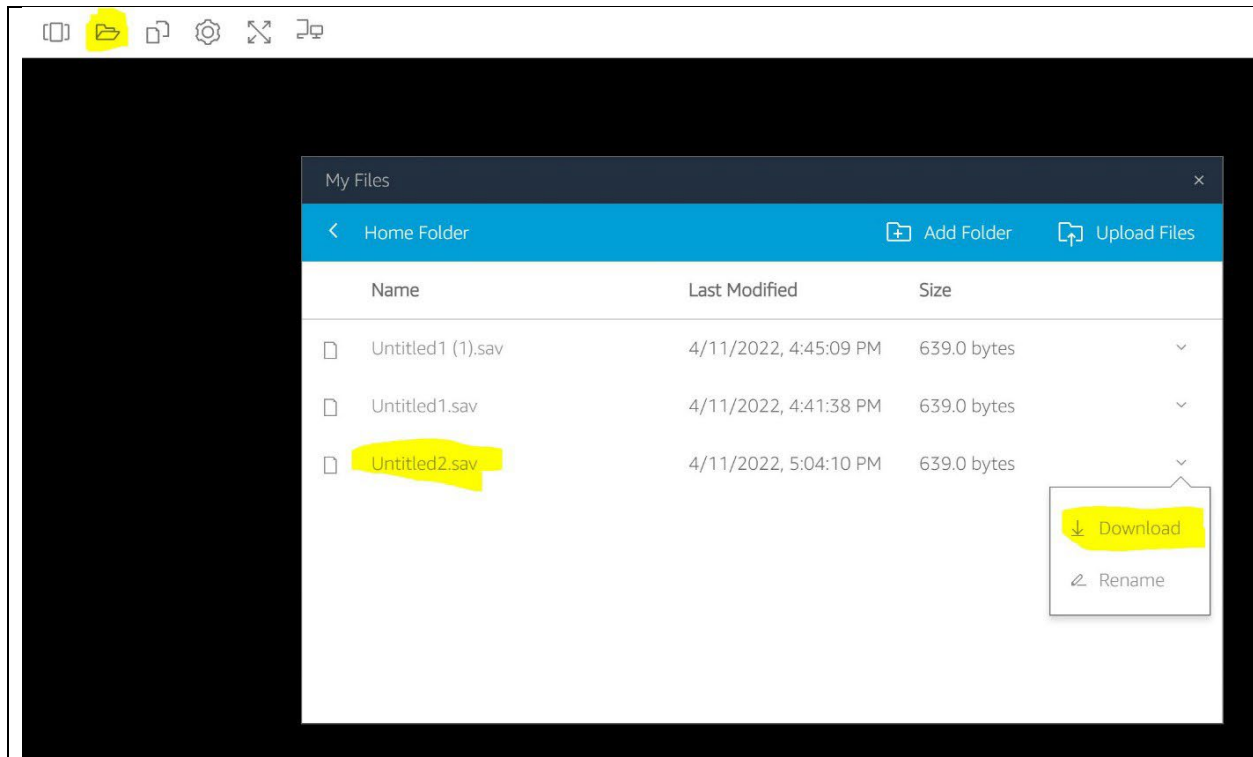 My Files
Home Folder Add Folder Upload Files
Name Last Modified Size
Untitled1 (1).sav 4/11/2022, 4:45:09 PM 639.0 bytes
Untitled1.sav 4/11/2022, 4:41:38 PM 639.0 bytes
Untitled2.sav 4/11/2022, 5:04:10 PM 639.0 bytes
Download
Rename